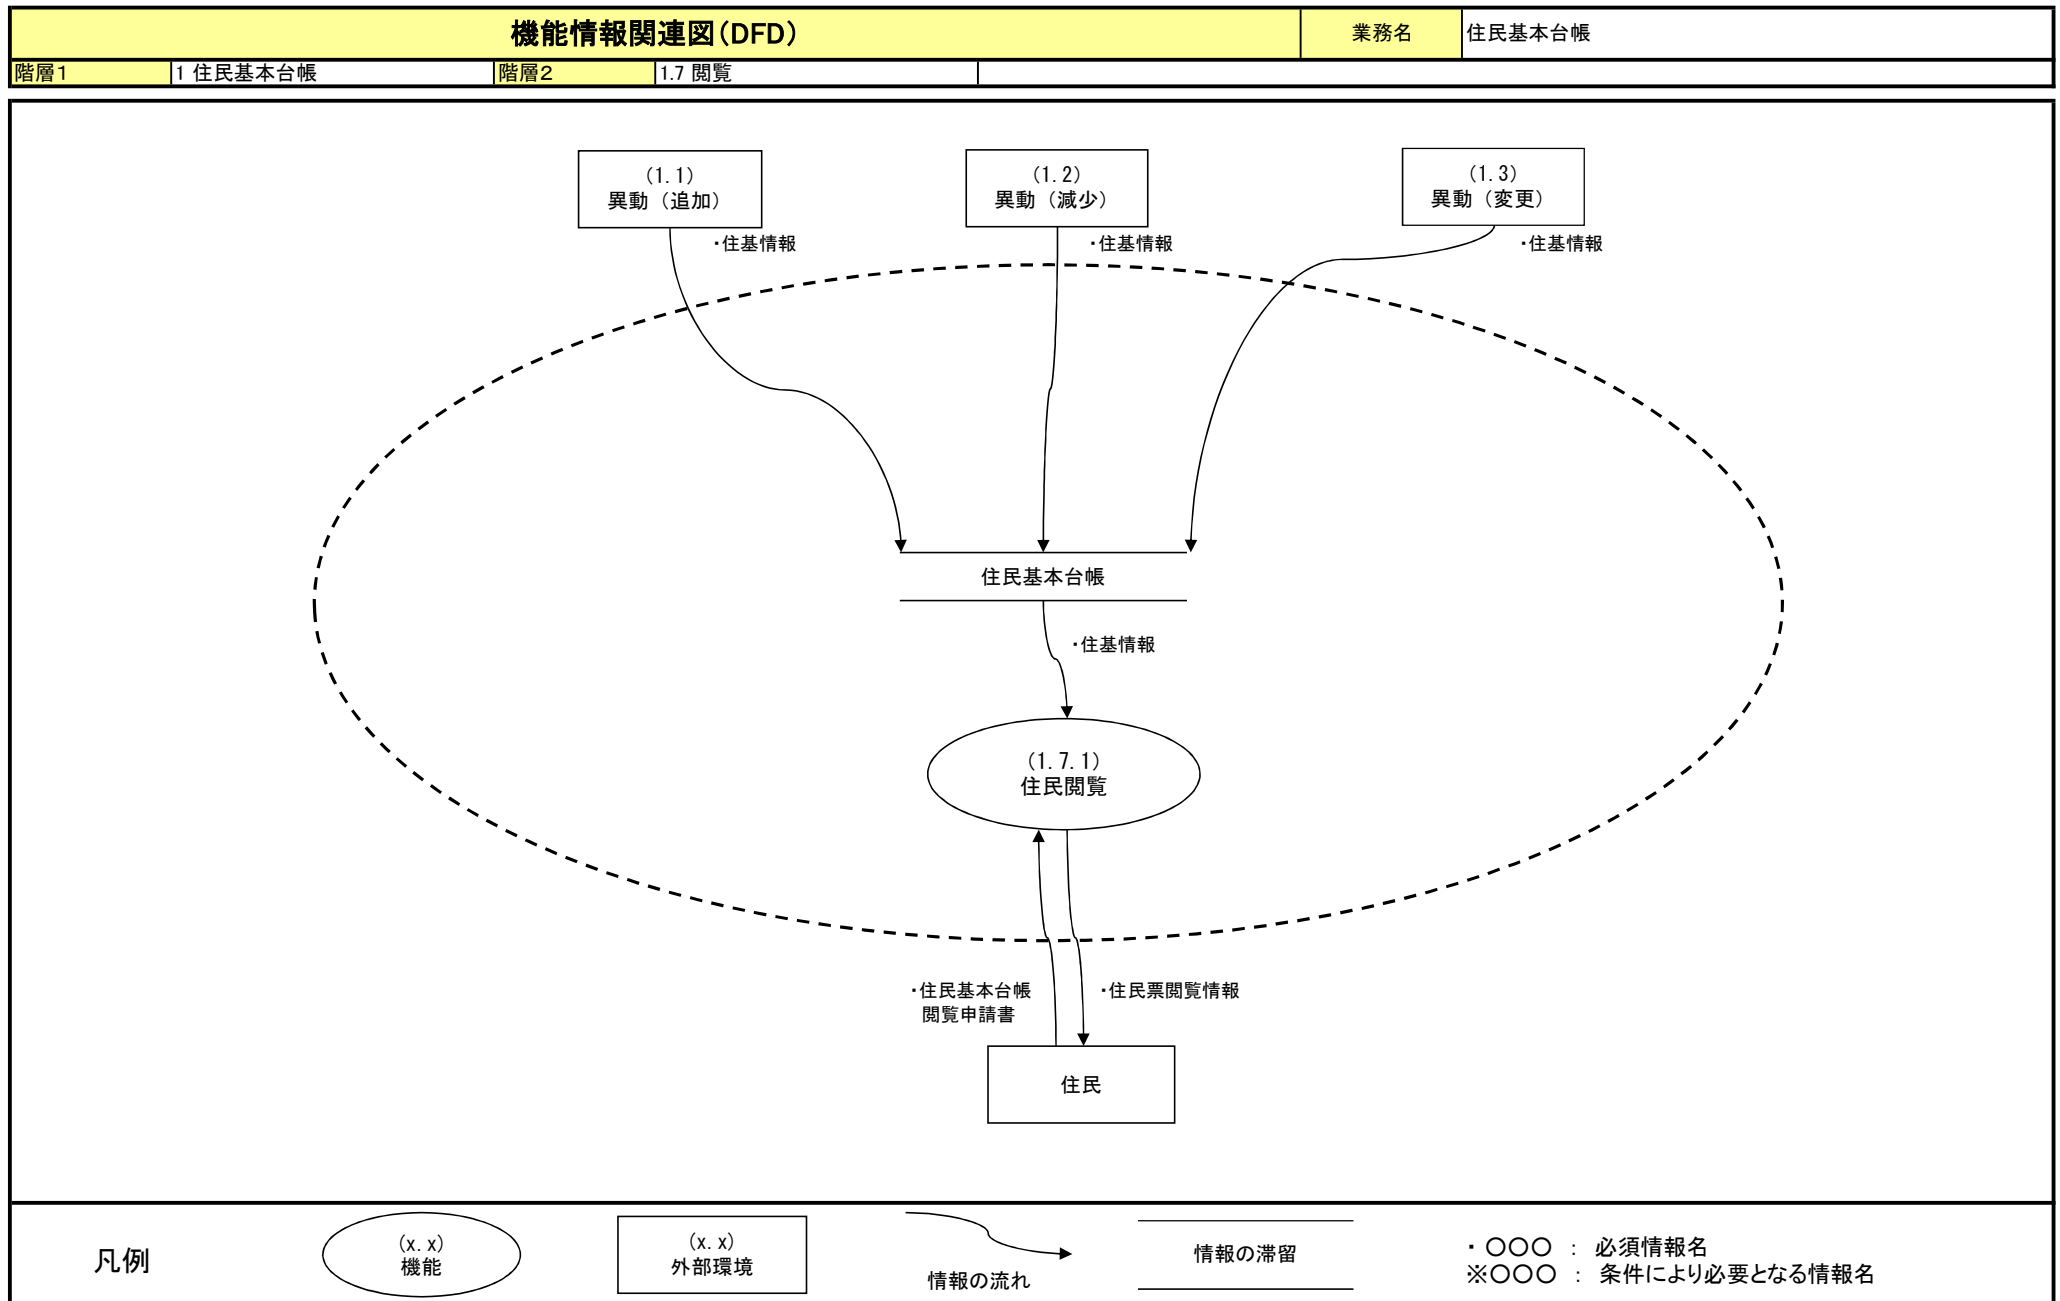 機能情報関連図(DFD)
業務名
住民基本台帳
階層1
1 住民基本台帳
階層2
1.7 閲覧
(1.1)
異動（追加）
(1.2)
異動（減少）
(1.3)
異動（変更）
・住基情報
・住基情報
・住基情報
住民基本台帳
・住基情報
(1.7.1)
住民閲覧
・住民基本台帳
閲覧申請書
・住民票閲覧情報
住民
凡例
(x.x)
機能
(x.x)
外部環境
情報の流れ
情報の滞留
・〇〇〇 ： 必須情報名
※〇〇〇 ： 条件により必要となる情報名